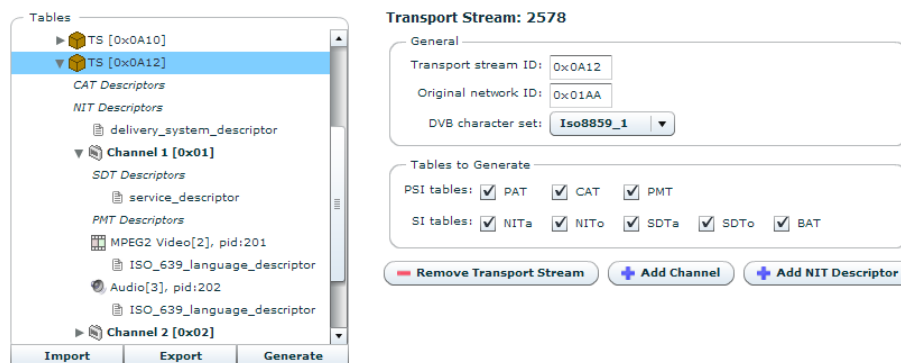 Tables
TS [0x0A10]
TS [0x0A12]
CAT Descriptors
NIT Descriptors
delivery_system_descriptor
Channel 1 [0x01]
SDT Descriptors
service_descriptor
PMT Descriptors
MPEG2 Video[2], pid:201
ISO_639_language_descriptor
Audio[3], pid:202
ISO_639_language_descriptor
Channel 2 [0x02]
Import Export Generate
Transport Stream: 2578
General
Transport stream ID: 0x0A12
Original network ID: 0x01AA
DVB character set: Iso8859_1
Tables to Generate
PSI tables: PAT CAT PMT
SI tables: NITa NITo SDTa SDTo BAT
Remove Transport Stream Add Channel Add NIT Descriptor